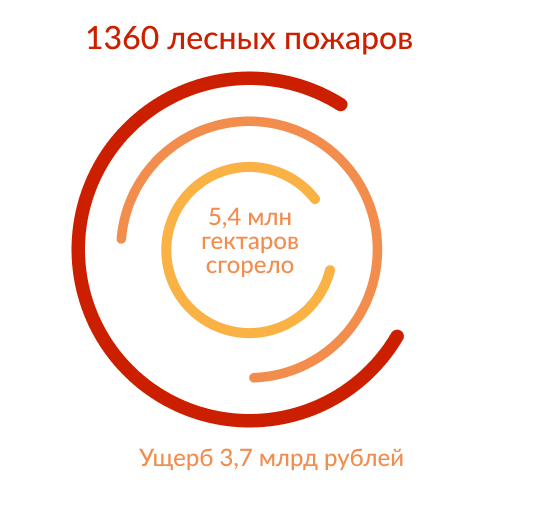 1360 лесных пожаров
5,4 млн
гектаров
сгорело
Ущерб 3,7 млрд рублей